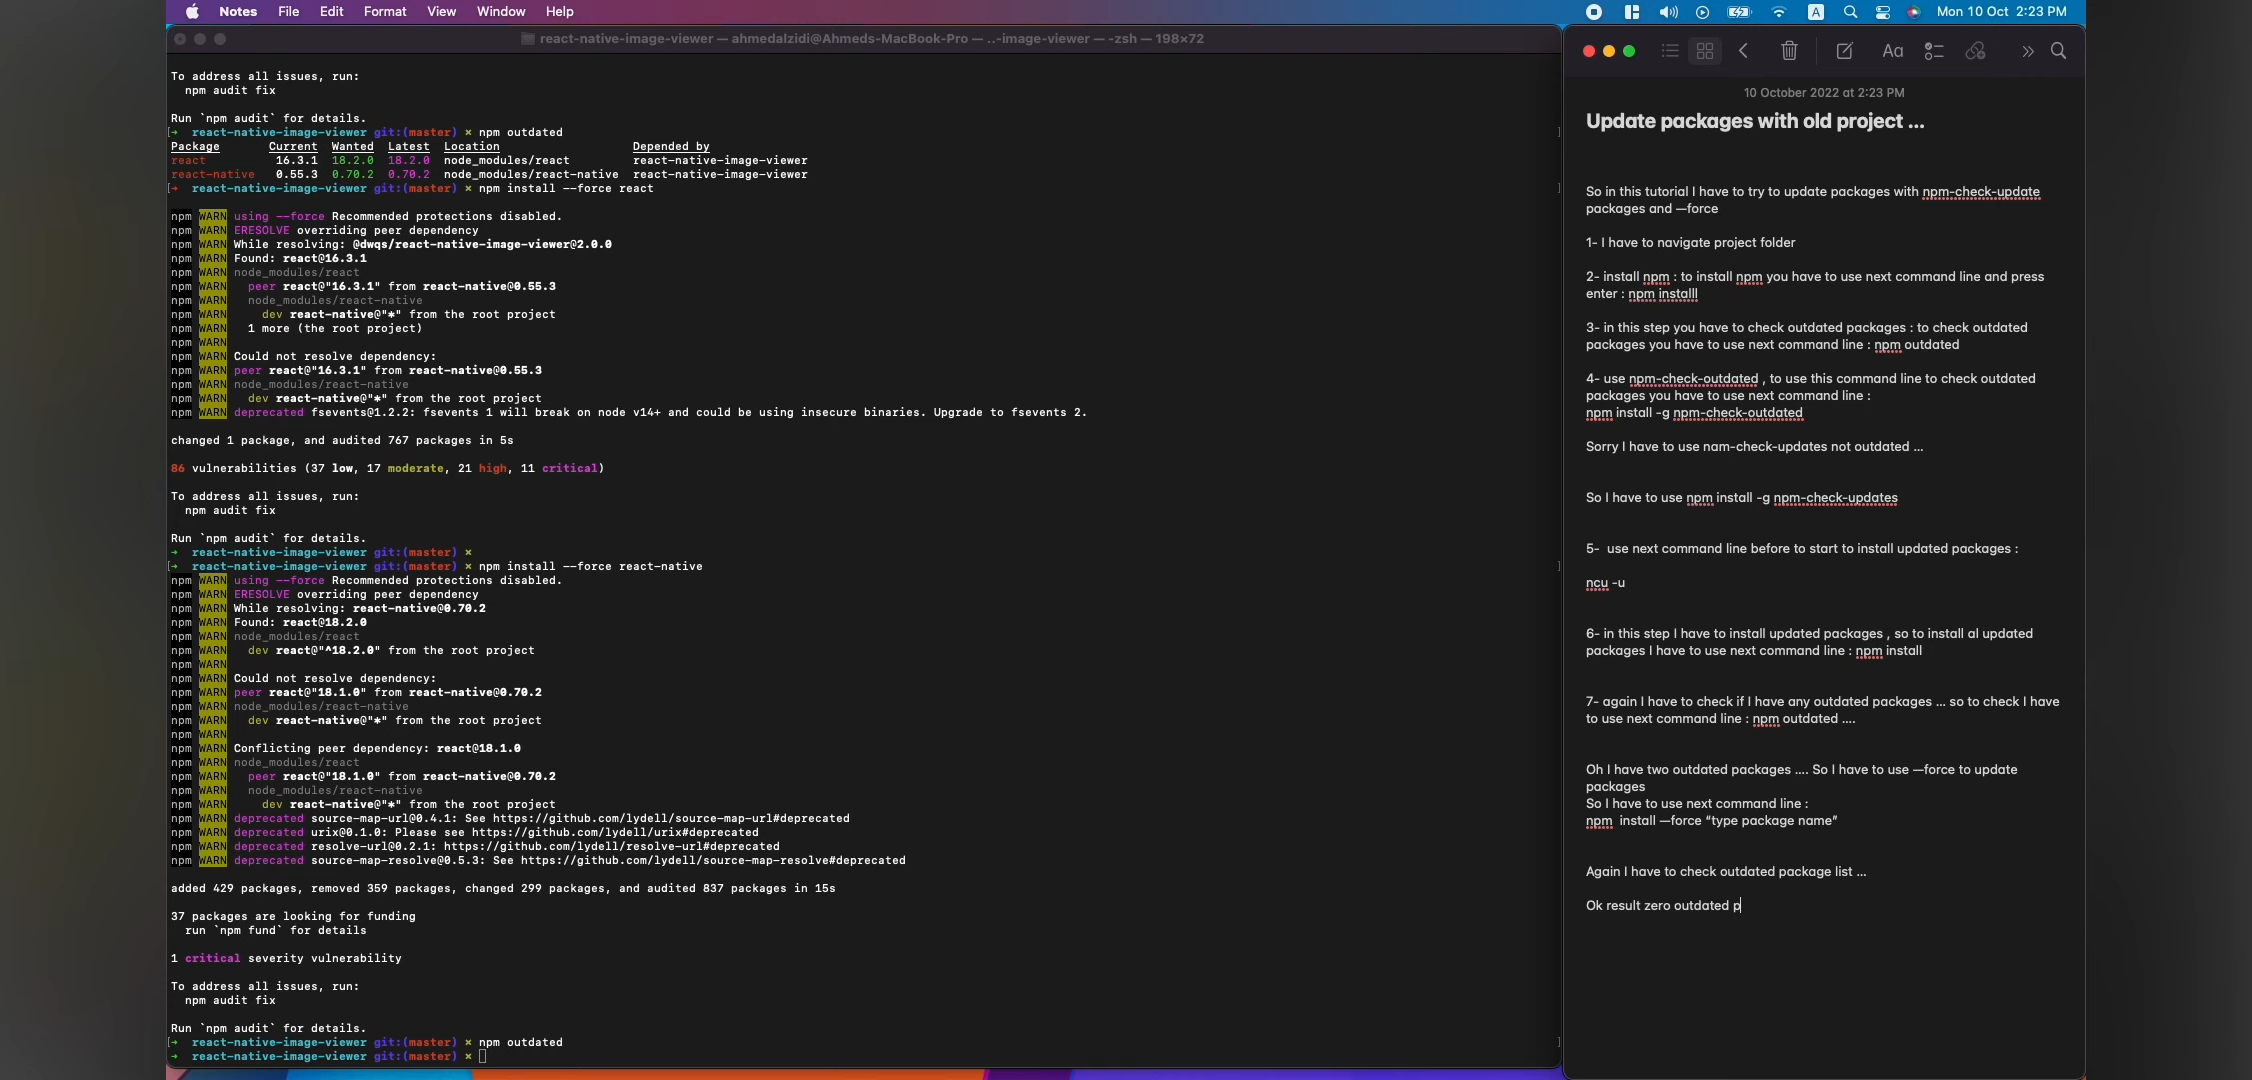 Notes File Edit Format View Window Help
A Mon 10 Oct 2:23 PM
react-native-image-viewer — ahmedalzidi@Ahmeds-MacBook-Pro — ..-image-viewer — -zsh — 198×72
To address all issues, run:
npm audit fix
Run `npm audit` for details.
[→ react-native-image-viewer git:(master) × npm outdated ]
Package Current Wanted Latest Location Depended by
react 16.3.1 18.2.0 18.2.0 node_modules/react react-native-image-viewer
react-native 0.55.3 0.70.2 0.70.2 node_modules/react-native react-native-image-viewer
[→ react-native-image-viewer git:(master) × npm install --force react ]
npm WARN using --force Recommended protections disabled.
npm WARN ERESOLVE overriding peer dependency
npm WARN While resolving: @dwqs/react-native-image-viewer@2.0.0
npm WARN Found: react@16.3.1
npm WARN node_modules/react
npm WARN peer react@"16.3.1" from react-native@0.55.3
npm WARN node_modules/react-native
npm WARN dev react-native@"*" from the root project
npm WARN 1 more (the root project)
npm WARN
npm WARN Could not resolve dependency:
npm WARN peer react@"16.3.1" from react-native@0.55.3
npm WARN node_modules/react-native
npm WARN dev react-native@"*" from the root project
npm WARN deprecated fsevents@1.2.2: fsevents 1 will break on node v14+ and could be using insecure binaries. Upgrade to fsevents 2.
changed 1 package, and audited 767 packages in 5s
86 vulnerabilities (37 low, 17 moderate, 21 high, 11 critical)
To address all issues, run:
npm audit fix
Run `npm audit` for details.
→ react-native-image-viewer git:(master) ×
[→ react-native-image-viewer git:(master) × npm install --force react-native ]
npm WARN using --force Recommended protections disabled.
npm WARN ERESOLVE overriding peer dependency
npm WARN While resolving: react-native@0.70.2
npm WARN Found: react@18.2.0
npm WARN node_modules/react
npm WARN dev react@"^18.2.0" from the root project
npm WARN
npm WARN Could not resolve dependency:
npm WARN peer react@"18.1.0" from react-native@0.70.2
npm WARN node_modules/react-native
npm WARN dev react-native@"*" from the root project
npm WARN
npm WARN Conflicting peer dependency: react@18.1.0
npm WARN node_modules/react
npm WARN peer react@"18.1.0" from react-native@0.70.2
npm WARN node_modules/react-native
npm WARN dev react-native@"*" from the root project
npm WARN deprecated source-map-url@0.4.1: See https://github.com/lydell/source-map-url#deprecated
npm WARN deprecated urix@0.1.0: Please see https://github.com/lydell/urix#deprecated
npm WARN deprecated resolve-url@0.2.1: https://github.com/lydell/resolve-url#deprecated
npm WARN deprecated source-map-resolve@0.5.3: See https://github.com/lydell/source-map-resolve#deprecated
added 429 packages, removed 359 packages, changed 299 packages, and audited 837 packages in 15s
37 packages are looking for funding
run `npm fund` for details
1 critical severity vulnerability
To address all issues, run:
npm audit fix
Run `npm audit` for details.
[→ react-native-image-viewer git:(master) × npm outdated ]
→ react-native-image-viewer git:(master) ×
Aa
10 October 2022 at 2:23 PM
Update packages with old project ...
So in this tutorial I have to try to update packages with npm-check-update
packages and —force
1- I have to navigate project folder
2- install npm : to install npm you have to use next command line and press
enter : npm installl
3- in this step you have to check outdated packages : to check outdated
packages you have to use next command line : npm outdated
4- use npm-check-outdated , to use this command line to check outdated
packages you have to use next command line :
npm install -g npm-check-outdated
Sorry I have to use nam-check-updates not outdated ...
So I have to use npm install -g npm-check-updates
5- use next command line before to start to install updated packages :
ncu -u
6- in this step I have to install updated packages , so to install al updated
packages I have to use next command line : npm install
7- again I have to check if I have any outdated packages ... so to check I have
to use next command line : npm outdated ....
Oh I have two outdated packages .... So I have to use —force to update
packages
So I have to use next command line :
npm install —force “type package name”
Again I have to check outdated package list ...
Ok result zero outdated p